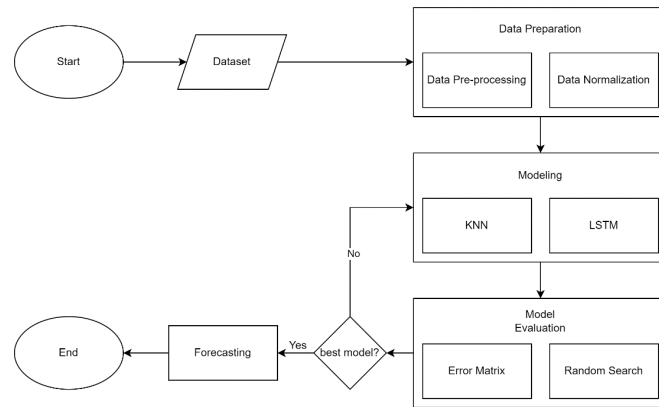 Start
Dataset
Data Preparation
Data Pre-processing
Data Normalization
Modeling
KNN
LSTM
No
Model
Evaluation
Error Matrix
Random Search
best model?
Yes
Forecasting
End